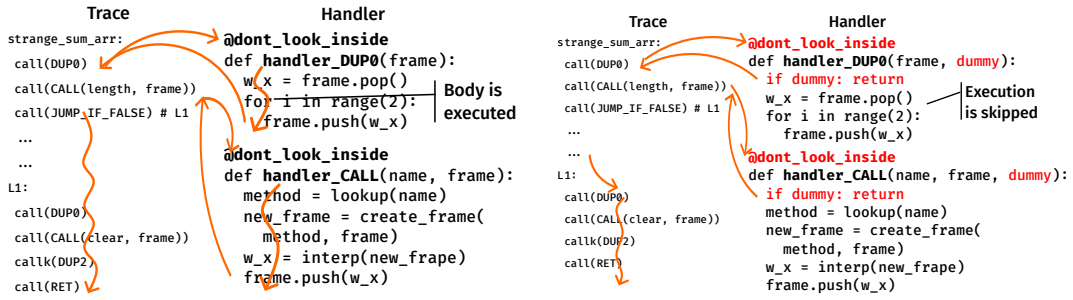 Trace
strange_sum_arr:
call(DUP0)
call(CALL(length, frame))
call(JUMP_IF_FALSE) # L1
...
...
L1:
call(DUP0)
call(CALL(clear, frame))
callk(DUP2)
call(RET)
Handler
@dont_look_inside
def handler_DUP0(frame):
w_x = frame.pop()
for i in range(2):
frame.push(w_x)
Body is
executed
@dont_look_inside
def handler_CALL(name, frame):
method = lookup(name)
new_frame = create_frame(
method, frame)
w_x = interp(new_frape)
frame.push(w_x)
Trace
strange_sum_arr:
call(DUP0)
call(CALL(length, frame))
call(JUMP_IF_FALSE) # L1
...
...
L1:
call(DUP0)
call(CALL(clear, frame))
callk(DUP2)
call(RET)
Handler
@dont_look_inside
def handler_DUP0(frame, dummy):
if dummy: return
w_x = frame.pop()
for i in range(2):
frame.push(w_x)
Execution
is skipped
@dont_look_inside
def handler_CALL(name, frame, dummy):
if dummy: return
method = lookup(name)
new_frame = create_frame(
method, frame)
w_x = interp(new_frape)
frame.push(w_x)